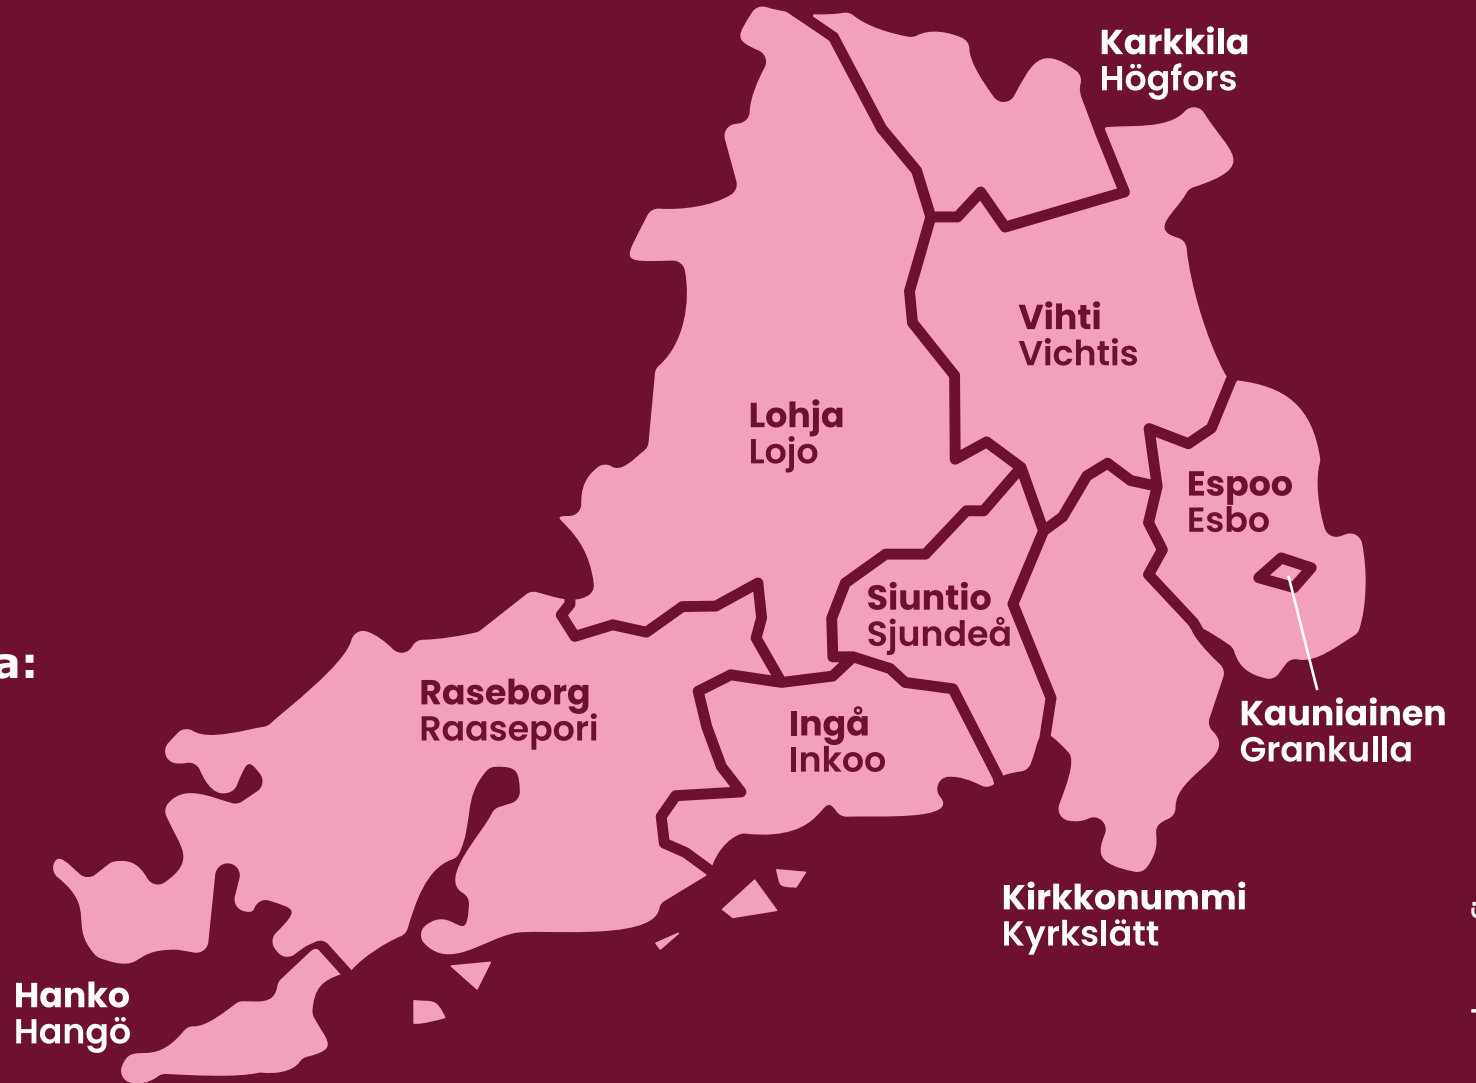 Karkkila
Högfors
Vihti
Vichtis
Lohja
Lojo
Espoo
Esbo
Siuntio
Sjundeå
a:
Raseborg
Raasepori
Ingå
Inkoo
Kauniainen
Grankulla
Kirkkonummi
Kyrkslätt
Hanko
Hangö